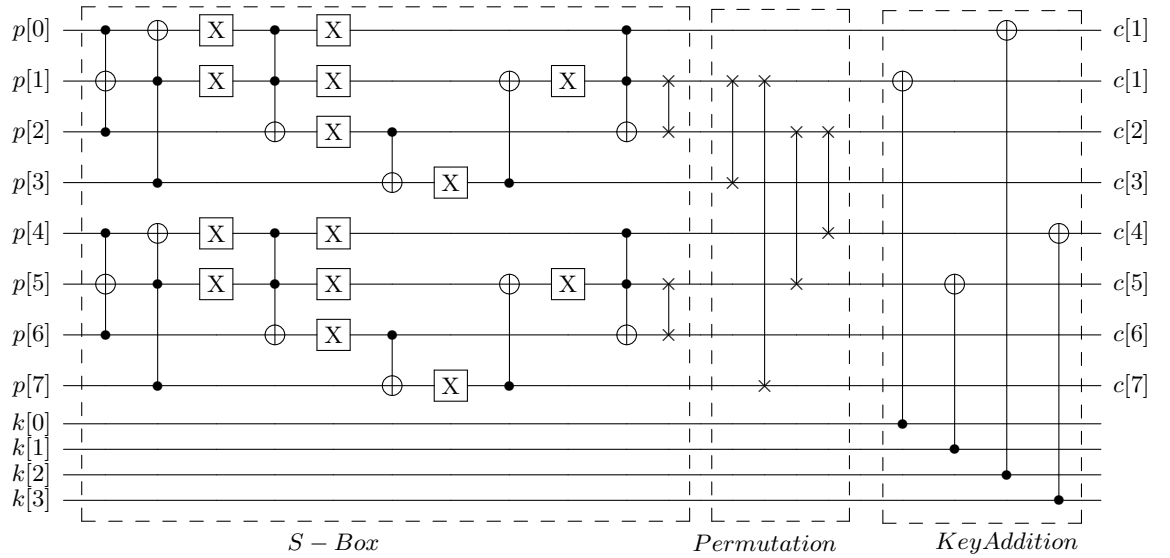 p[0] X X c[1]
p[1] X X X c[1]
p[2] X c[2]
p[3] X c[3]
p[4] X X c[4]
p[5] X X X c[5]
p[6] X c[6]
p[7] X c[7]
k[0]
k[1]
k[2]
k[3]
S − Box Permutation KeyAddition